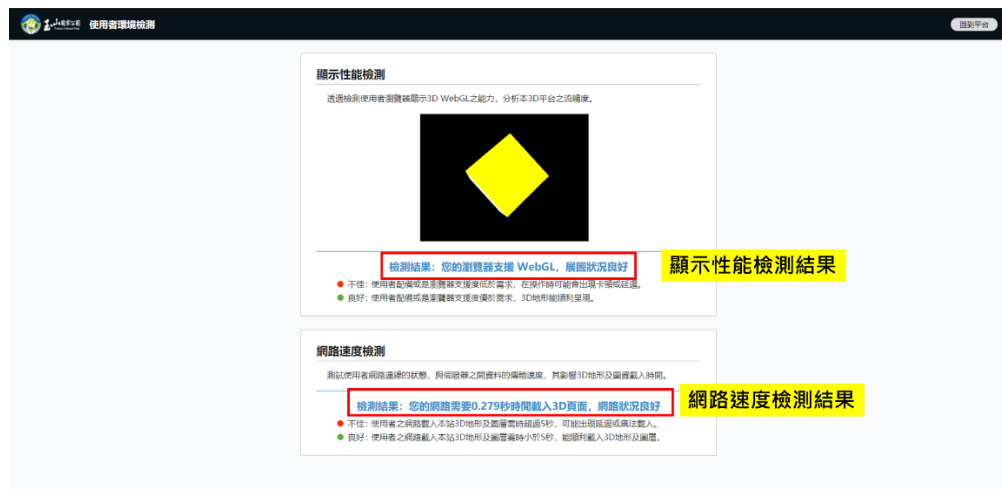 玉山國家公園 使用者環境檢測
回到平台
顯示性能檢測
透過檢測使用者瀏覽器顯示3D WebGL之能力，分析本3D平台之流暢度。
檢測結果：您的瀏覽器支援 WebGL，展圖狀況良好
顯示性能檢測結果
不佳：使用者配備或是瀏覽器支援度低於需求，在操作時可能會出現卡頓或延遲。
良好：使用者配備或是瀏覽器支援度優於需求，3D地形能順利呈現。
網路速度檢測
測試使用者網路連線的狀態，與伺服器之間資料的傳輸速度，其影響3D地形及圖資載入時間。
檢測結果：您的網路需要0.279秒時間載入3D頁面，網路狀況良好
網路速度檢測結果
不佳：使用者之網路載入本站3D地形及圖層需時超過5秒，可能出現延遲或無法載入。
良好：使用者之網路載入本站3D地形及圖層需時小於5秒，能順利載入3D地形及圖層。